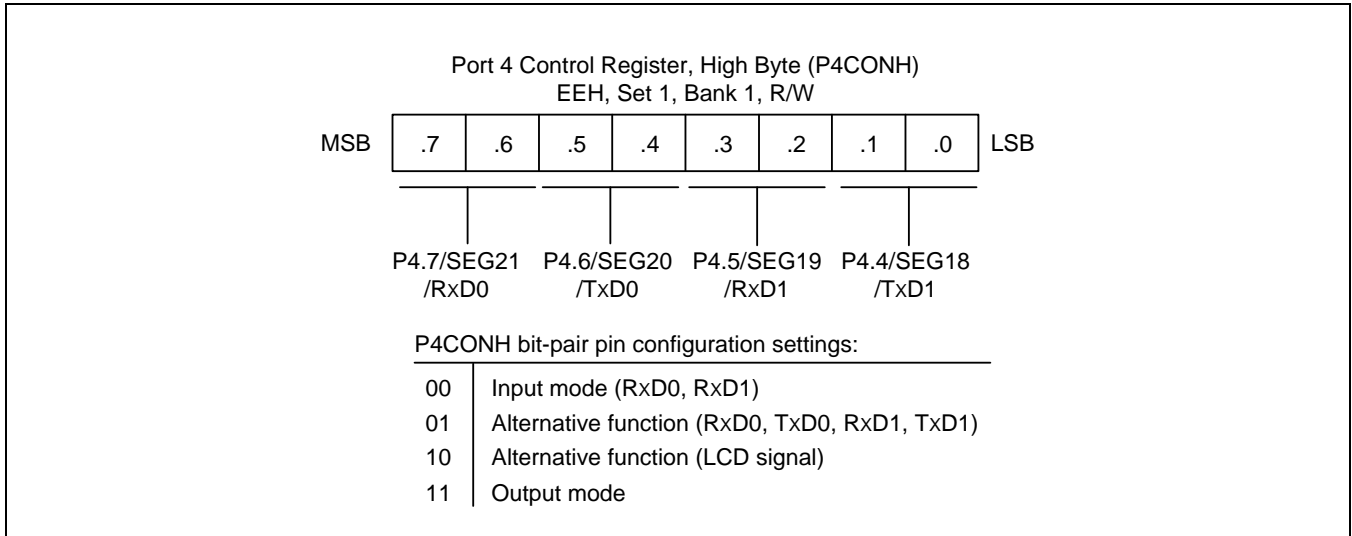 Port 4 Control Register, High Byte (P4CONH)
EEH, Set 1, Bank 1, R/W
MSB .7 .6 .5 .4 .3 .2 .1 .0 LSB
P4.7/SEG21 P4.6/SEG20 P4.5/SEG19 P4.4/SEG18
/RxD0 /TxD0 /RxD1 /TxD1
P4CONH bit-pair pin configuration settings:
00 Input mode (RxD0, RxD1)
01 Alternative function (RxD0, TxD0, RxD1, TxD1)
10 Alternative function (LCD signal)
11 Output mode